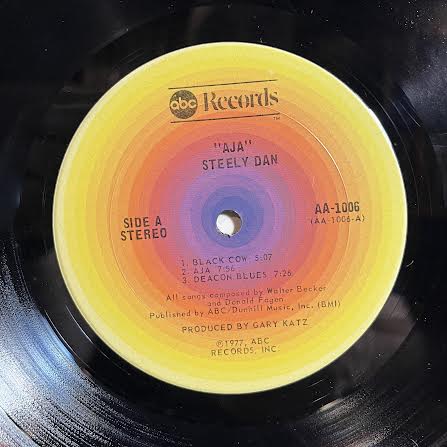 abc Records
TM
"AJA"
STEELY DAN
SIDE A
STEREO
AA-1006
(AA-1006-A)
1. BLACK COW 5:07
2. AJA 7:56
3. DEACON BLUES 7:26
All songs composed by Walter Becker
and Donald Fagen
Published by ABC/Dunhill Music, Inc. (BMI)
PRODUCED BY GARY KATZ
©℗1977, ABC
RECORDS, INC.